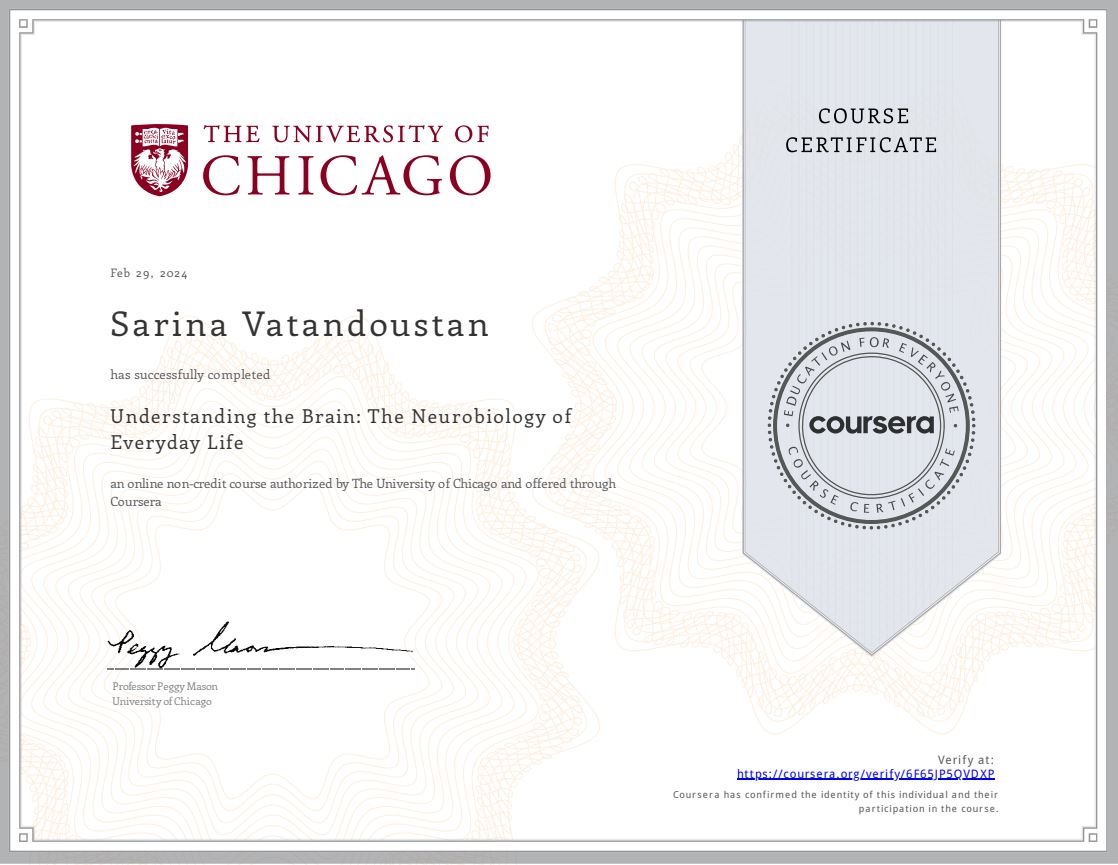 THE UNIVERSITY OF
CHICAGO
COURSE
CERTIFICATE
Feb 29, 2024
Sarina Vatandoustan
has successfully completed
Understanding the Brain: The Neurobiology of
Everyday Life
an online non-credit course authorized by The University of Chicago and offered through
Coursera
EDUCATION FOR EVERYONE
coursera
COURSE CERTIFICATE
Peggy Mason
Professor Peggy Mason
University of Chicago
Verify at:
https://coursera.org/verify/6F65JP5QVDXP
Coursera has confirmed the identity of this individual and their
participation in the course.